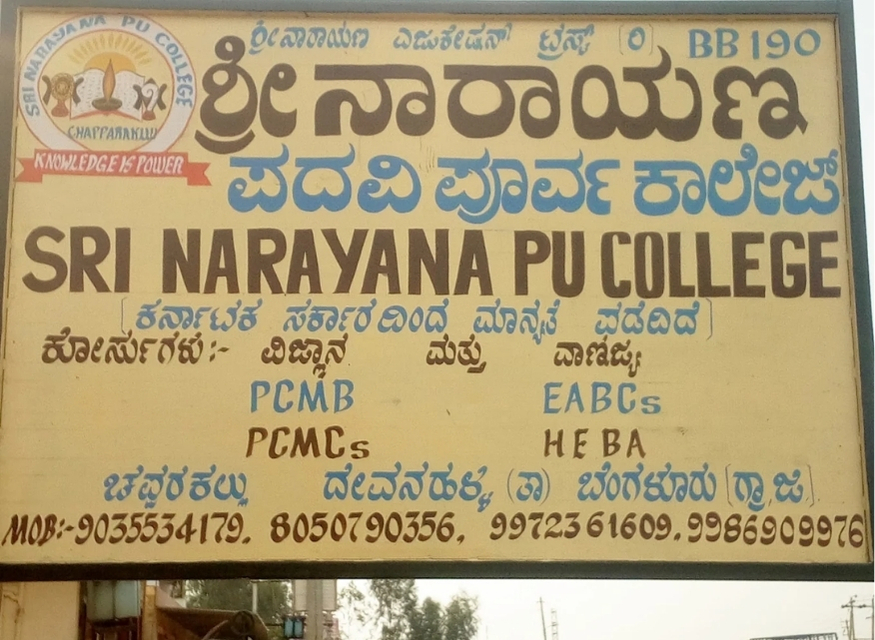 ಶ್ರೀನಾರಾಯಣ ಎಜುಕೇಷನ್ ಟ್ರಸ್ಟ್ (ರಿ) BB 190
SRI NARAYANA PU COLLEGE
CHAPPARAKLLU
KNOWLEDGE IS POWER
ಶ್ರೀ ನಾರಾಯಣ
ಪದವಿ ಪೂರ್ವ ಕಾಲೇಜ್
SRI NARAYANA PU COLLEGE
(ಕರ್ನಾಟಕ ಸರ್ಕಾರದಿಂದ ಮಾನ್ಯತೆ ಪಡೆದಿದೆ)
ಕೋರ್ಸುಗಳು:- ವಿಜ್ಞಾನ ಮತ್ತು ವಾಣಿಜ್ಯ
PCMB EABCs
PCMCs HEBA
ಚಪ್ಪರಕಲ್ಲು ದೇವನಹಳ್ಳಿ (ತಾ) ಬೆಂಗಳೂರು (ಗ್ರಾ.ಜಿ)
MOB:-9035534179. 8050790356, 9972361609.9986909976